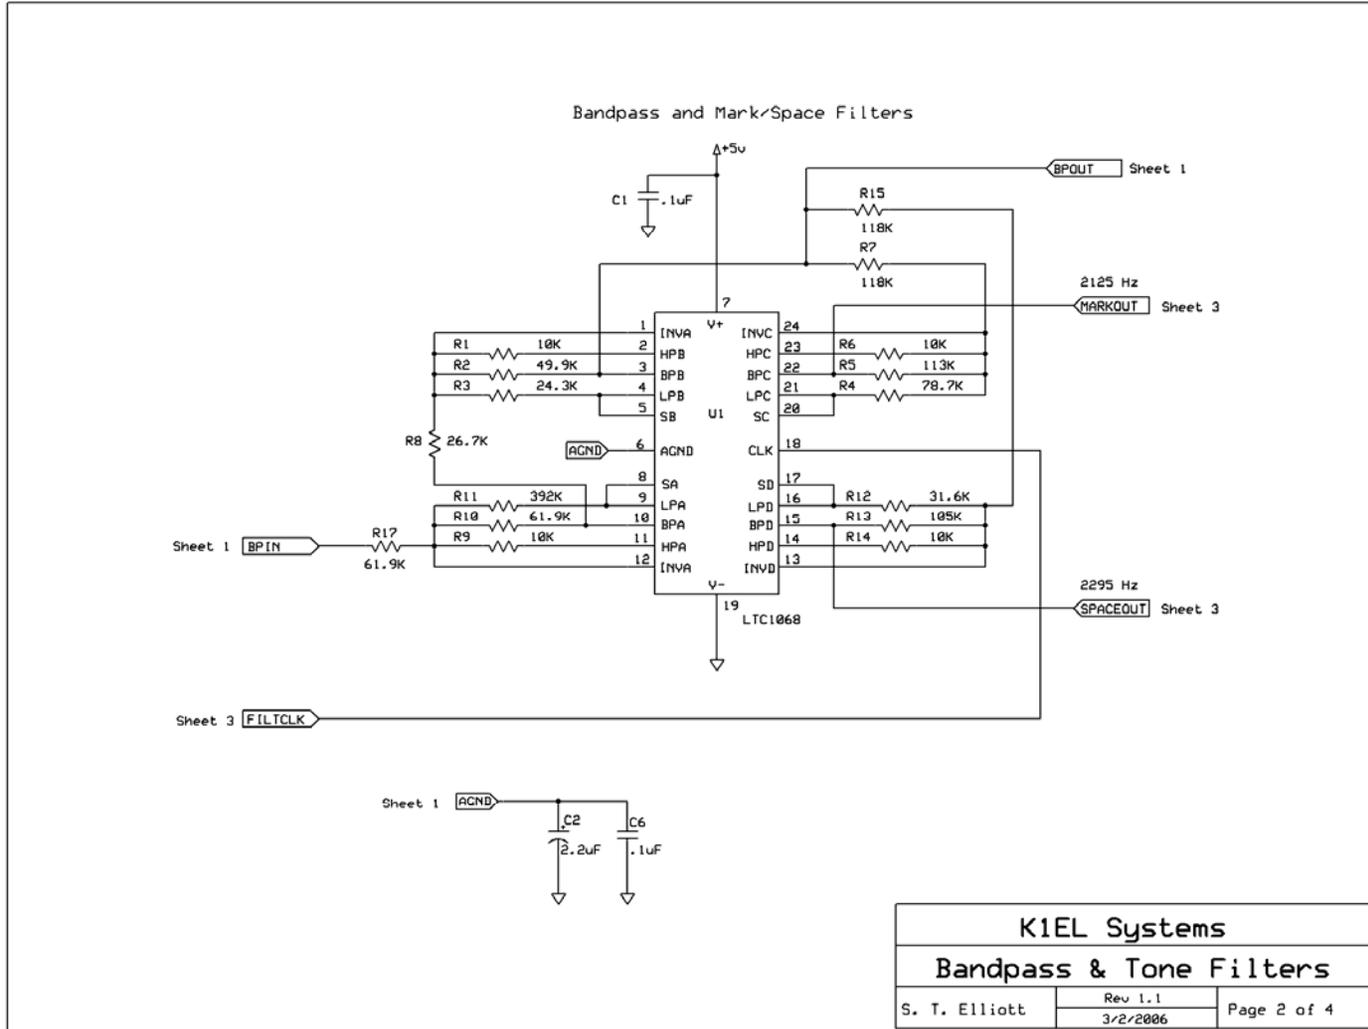 Bandpass and Mark/Space Filters
+5v
BPOUT Sheet 1
C1 .1uF
R15
118K
R7
118K
2125 Hz
MARKOUT Sheet 3
7
V+
1 INVA INVC 24
R1 10K 2 HPB HPC 23 R6 10K
R2 49.9K 3 BPB BPC 22 R5 113K
R3 24.3K 4 LPB LPC 21 R4 78.7K
5 SB U1 SC 20
R8 26.7K AGND 6 AGND CLK 18
8 SA SD 17
R11 392K 9 LPA LPD 16 R12 31.6K
R10 61.9K 10 BPA BPD 15 R13 105K
Sheet 1 BPIN R17 R9 10K 11 HPA HPD 14 R14 10K
61.9K 12 INVA INVD 13
V-
19
LTC1068
2295 Hz
SPACEOUT Sheet 3
Sheet 3 FILTCLK
Sheet 1 AGND
+
C2 C6
2.2uF .1uF
K1EL Systems
Bandpass & Tone Filters
S. T. Elliott Rev 1.1 Page 2 of 4
3/2/2006